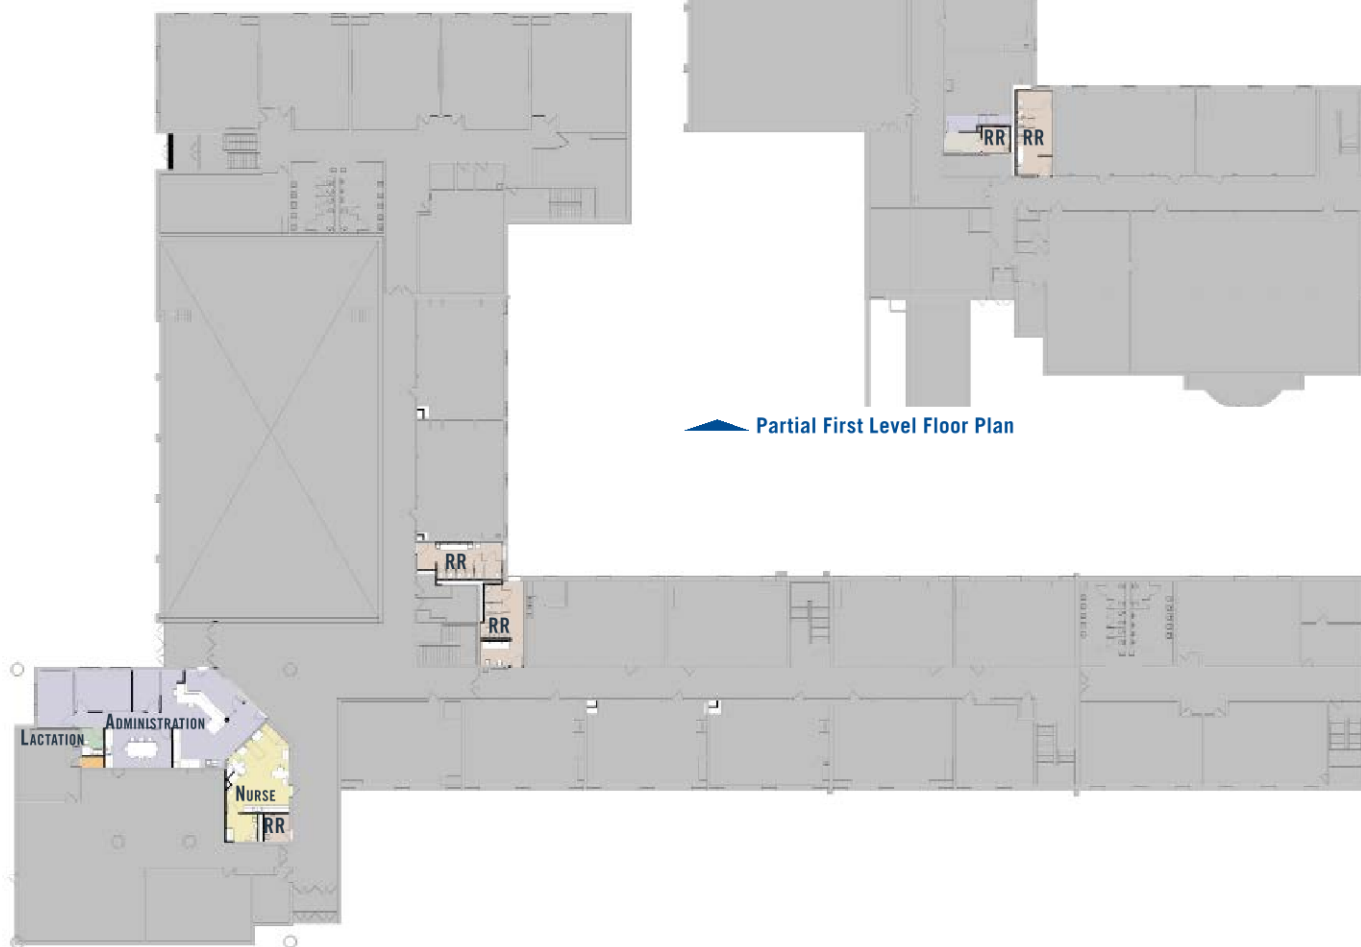 RR
RR
Partial First Level Floor Plan
RR
RR
ADMINISTRATION
LACTATION
NURSE
RR